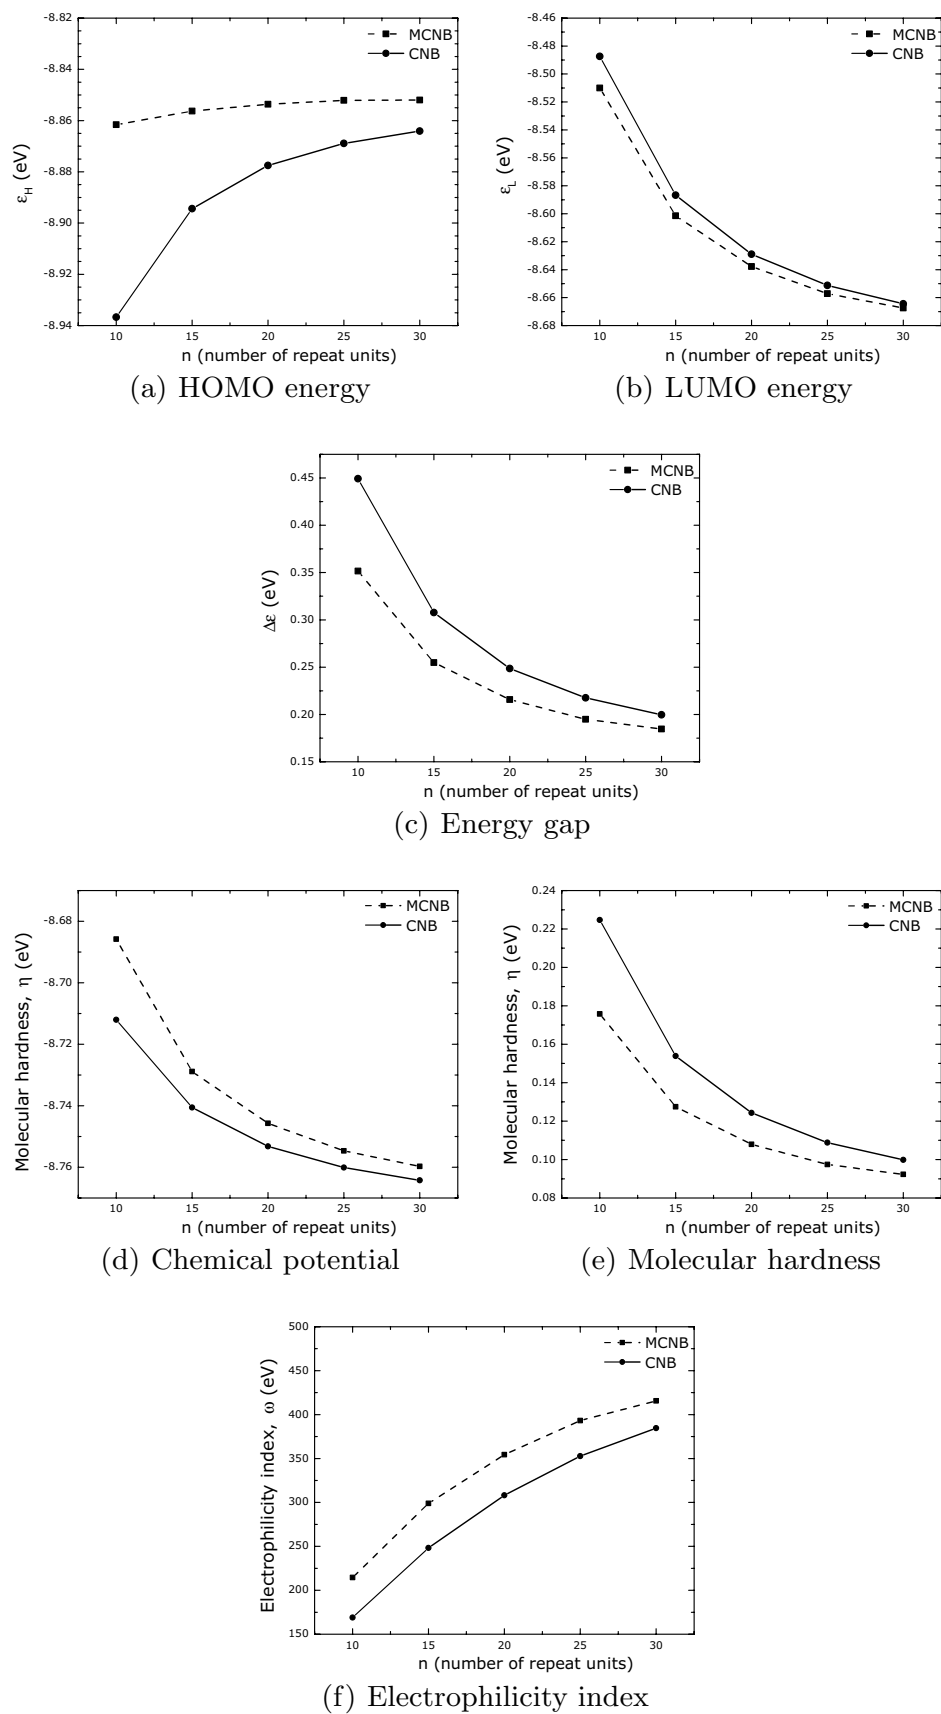 -8.82
-8.84
-8.86
-8.88
-8.90
-8.92
-8.94
ε_H (eV)
MCNB
CNB
10 15 20 25 30
n (number of repeat units)
(a) HOMO energy
-8.46
-8.48
-8.50
-8.52
-8.54
-8.56
-8.58
-8.60
-8.62
-8.64
-8.66
-8.68
ε_L (eV)
MCNB
CNB
10 15 20 25 30
n (number of repeat units)
(b) LUMO energy
0.45
0.40
0.35
0.30
0.25
0.20
0.15
Δε (eV)
MCNB
CNB
10 15 20 25 30
n (number of repeat units)
(c) Energy gap
-8.68
-8.70
-8.72
-8.74
-8.76
Molecular hardness, η (eV)
MCNB
CNB
10 15 20 25 30
n (number of repeat units)
(d) Chemical potential
0.24
0.22
0.20
0.18
0.16
0.14
0.12
0.10
0.08
Molecular hardness, η (eV)
MCNB
CNB
10 15 20 25 30
n (number of repeat units)
(e) Molecular hardness
500
450
400
350
300
250
200
150
Electrophilicity index, ω (eV)
MCNB
CNB
10 15 20 25 30
n (number of repeat units)
(f) Electrophilicity index